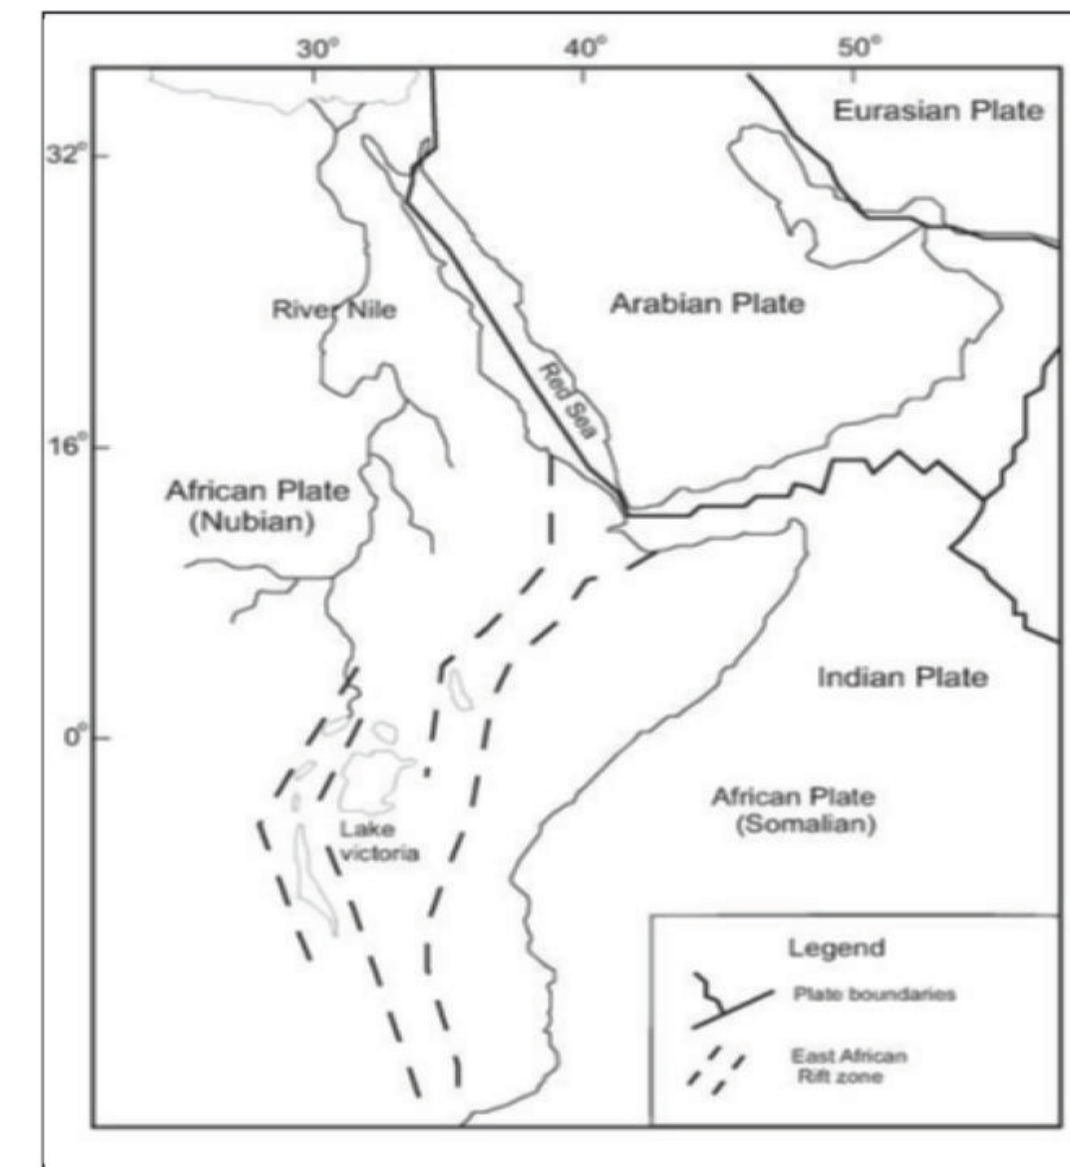 30°
40°
50°
Eurasian Plate
32°
River Nile
Arabian Plate
Red Sea
16°
African Plate
(Nubian)
Indian Plate
0°
African Plate
(Somalian)
Lake
victoria
Legend
Plate boundaries
East African
Rift zone